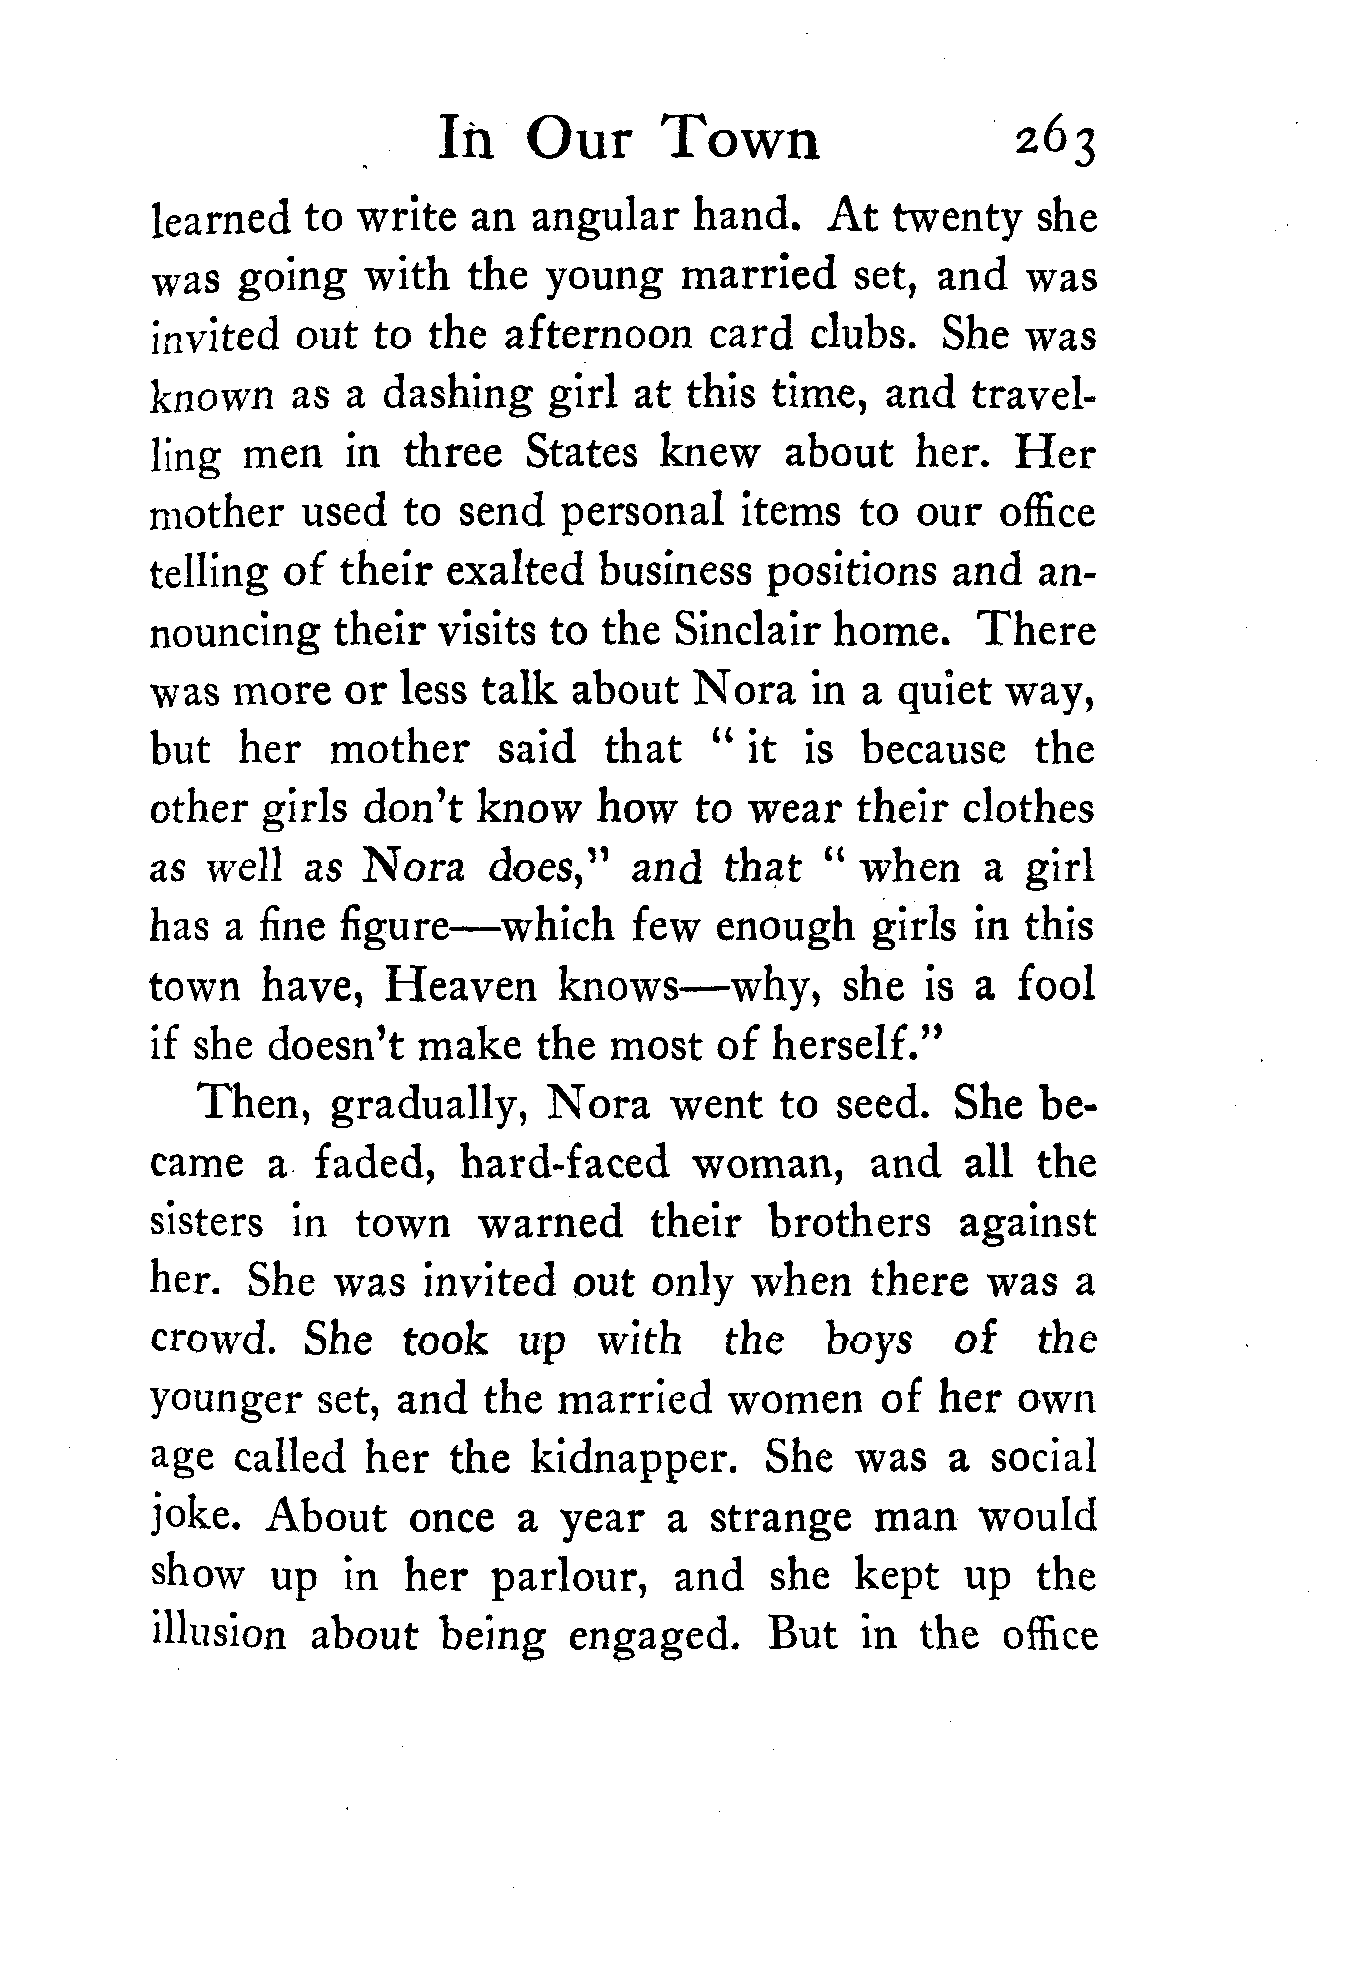 In Our Town 263
learned to write an angular hand. At twenty she
was going with the young married set, and was
invited out to the afternoon card clubs. She was
known as a dashing girl at this time, and travel-
ling men in three States knew about her. Her
mother used to send personal items to our office
telling of their exalted business positions and an-
nouncing their visits to the Sinclair home. There
was more or less talk about Nora in a quiet way,
but her mother said that “ it is because the
other girls don't know how to wear their clothes
as well as Nora does,” and that “ when a girl
has a fine figure—which few enough girls in this
town have, Heaven knows—why, she is a fool
if she doesn't make the most of herself.”
Then, gradually, Nora went to seed. She be-
came a faded, hard-faced woman, and all the
sisters in town warned their brothers against
her. She was invited out only when there was a
crowd. She took up with the boys of the
younger set, and the married women of her own
age called her the kidnapper. She was a social
joke. About once a year a strange man would
show up in her parlour, and she kept up the
illusion about being engaged. But in the office